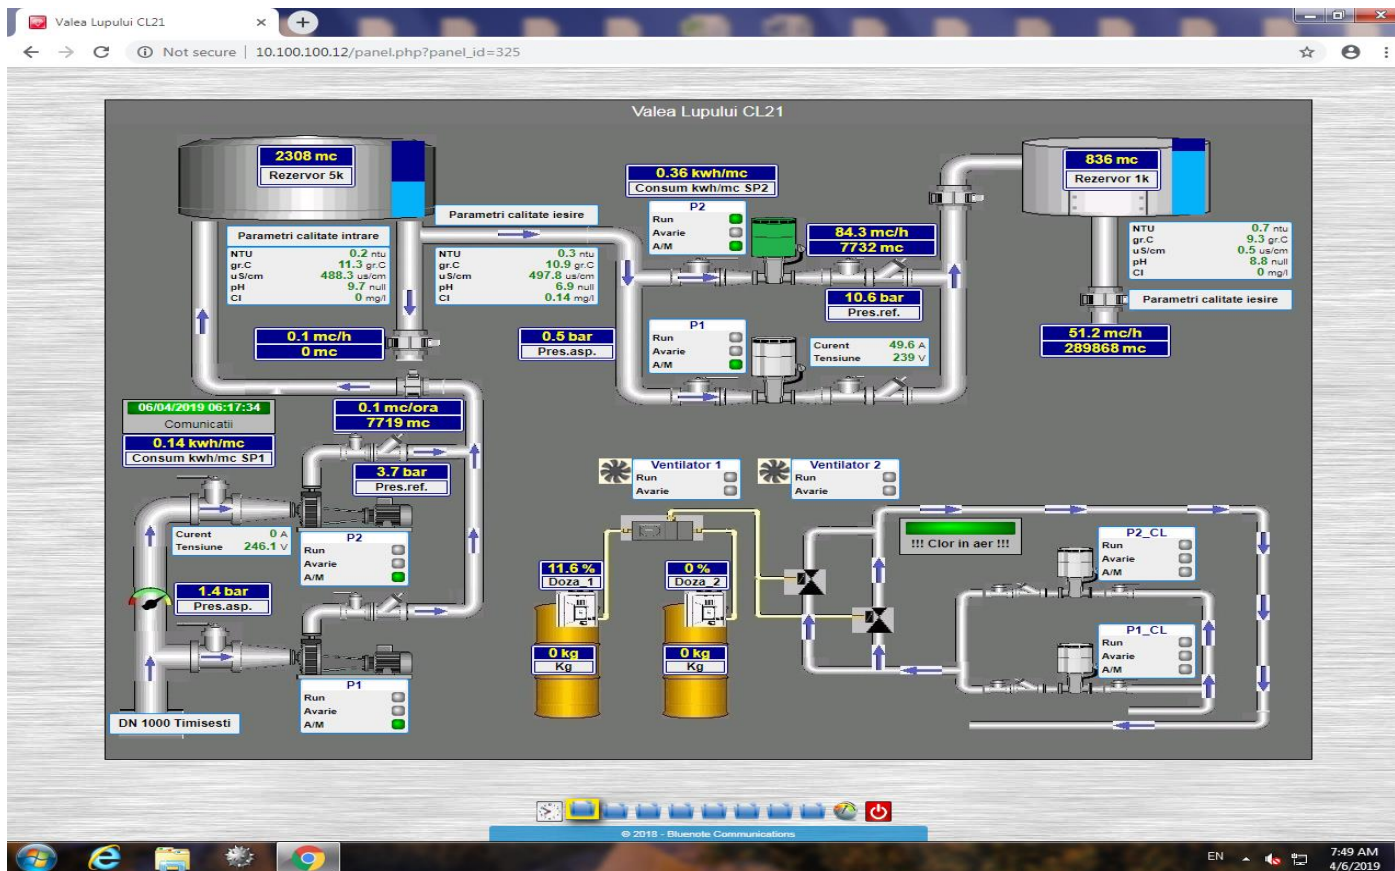 Valea Lupului CL21
Not secure | 10.100.100.12/panel.php?panel_id=325
Valea Lupului CL21
2308 mc
Rezervor 5k
Parametri calitate intrare
NTU 0.2 ntu
gr.C 11.3 gr.C
uS/cm 488.3 us/cm
pH 9.7 null
Cl 0 mg/l
Parametri calitate iesire
NTU 0.3 ntu
gr.C 10.9 gr.C
uS/cm 497.8 us/cm
pH 6.9 null
Cl 0.14 mg/l
0.36 kwh/mc
Consum kwh/mc SP2
P2
Run
Avarie
A/M
84.3 mc/h
7732 mc
10.6 bar
Pres.ref.
836 mc
Rezervor 1k
NTU 0.7 ntu
gr.C 9.3 gr.C
uS/cm 0.5 us/cm
pH 8.8 null
Cl 0 mg/l
Parametri calitate iesire
51.2 mc/h
289868 mc
0.1 mc/h
0 mc
0.5 bar
Pres.asp.
P1
Run
Avarie
A/M
Curent 49.6 A
Tensiune 239 V
06/04/2019 06:17:34
Comunicatii
0.14 kwh/mc
Consum kwh/mc SP1
0.1 mc/ora
7719 mc
3.7 bar
Pres.ref.
Curent 0 A
Tensiune 246.1 V
P2
Run
Avarie
A/M
1.4 bar
Pres.asp.
P1
Run
Avarie
A/M
DN 1000 Timisesti
Ventilator 1
Run
Avarie
Ventilator 2
Run
Avarie
11.6 %
Doza_1
0 kg
Kg
0 %
Doza_2
0 kg
Kg
!!! Clor in aer !!!
P2_CL
Run
Avarie
A/M
P1_CL
Run
Avarie
A/M
© 2018 - Bluenote Communications
EN
7:49 AM
4/6/2019